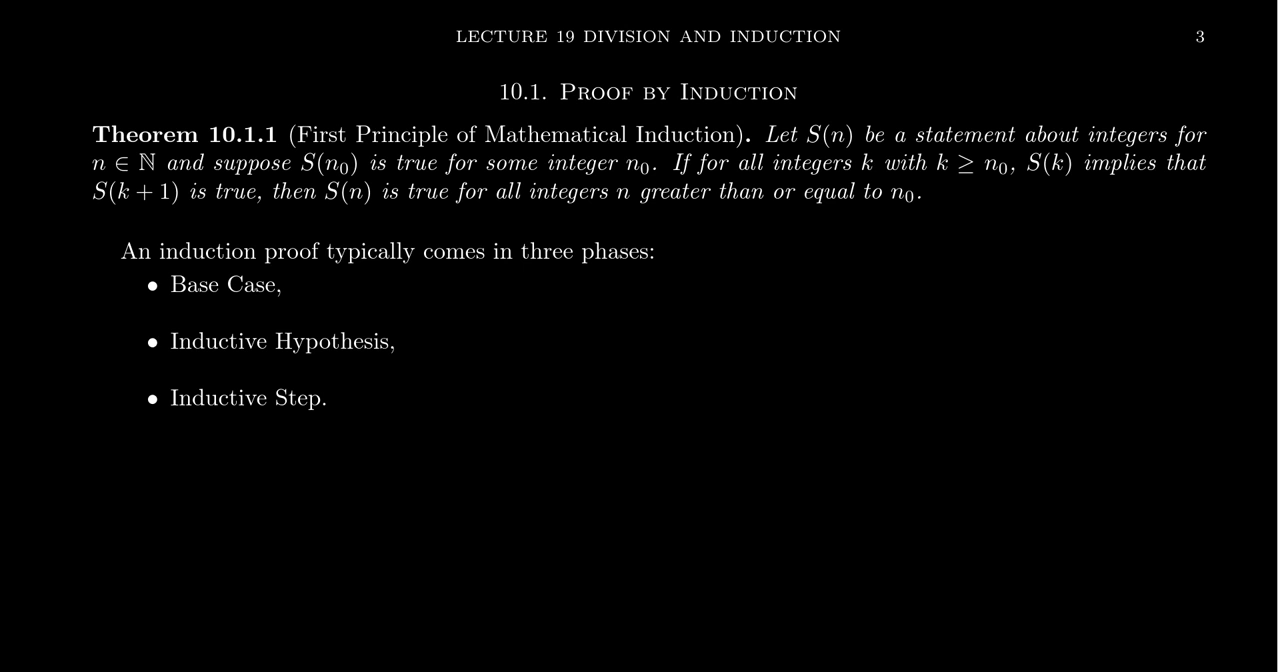 LECTURE 19 DIVISION AND INDUCTION 3
10.1. Proof by Induction
Theorem 10.1.1 (First Principle of Mathematical Induction). Let S(n) be a statement about integers for
n ∈ ℕ and suppose S(n₀) is true for some integer n₀. If for all integers k with k ≥ n₀, S(k) implies that
S(k + 1) is true, then S(n) is true for all integers n greater than or equal to n₀.
An induction proof typically comes in three phases:
• Base Case,
• Inductive Hypothesis,
• Inductive Step.